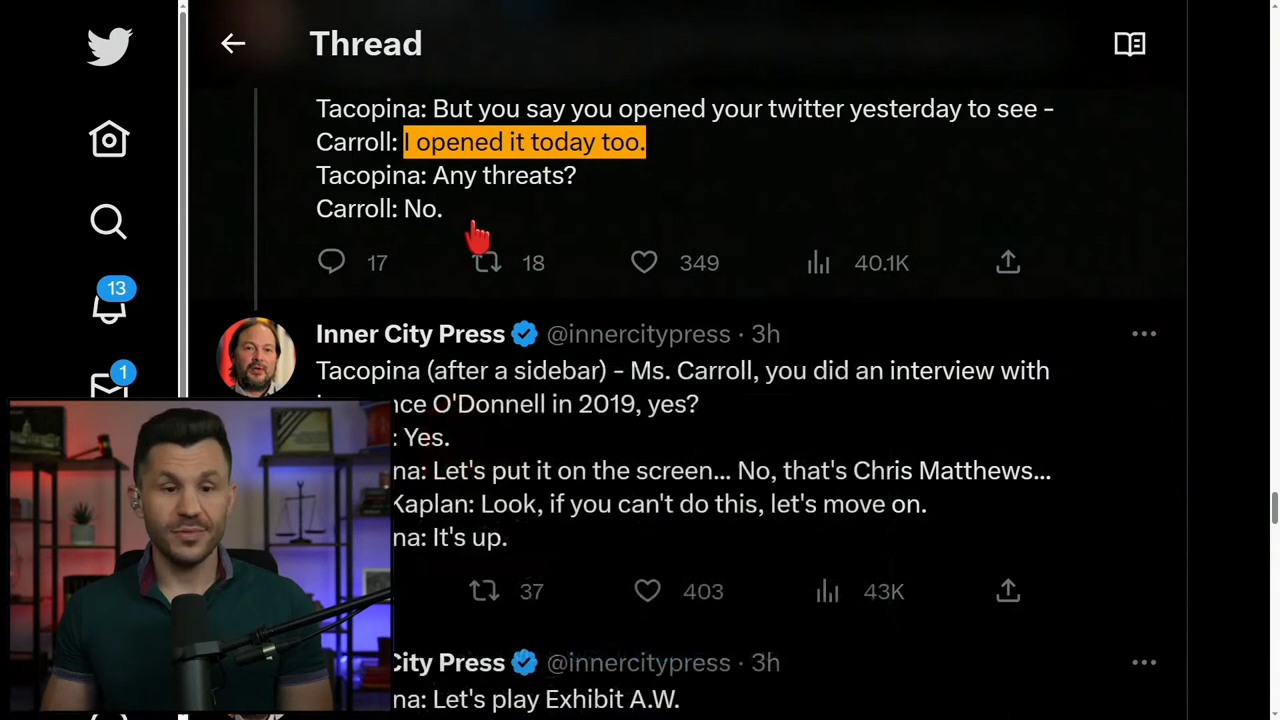 Thread
Tacopina: But you say you opened your twitter yesterday to see -
Carroll: I opened it today too.
Tacopina: Any threats?
Carroll: No.
17 18 349 40.1K
13
Inner City Press @innercitypress · 3h
1
Tacopina (after a sidebar) - Ms. Carroll, you did an interview with
nce O'Donnell in 2019, yes?
: Yes.
na: Let's put it on the screen... No, that's Chris Matthews...
Kaplan: Look, if you can't do this, let's move on.
na: It's up.
37 403 43K
City Press @innercitypress · 3h
na: Let's play Exhibit A.W.